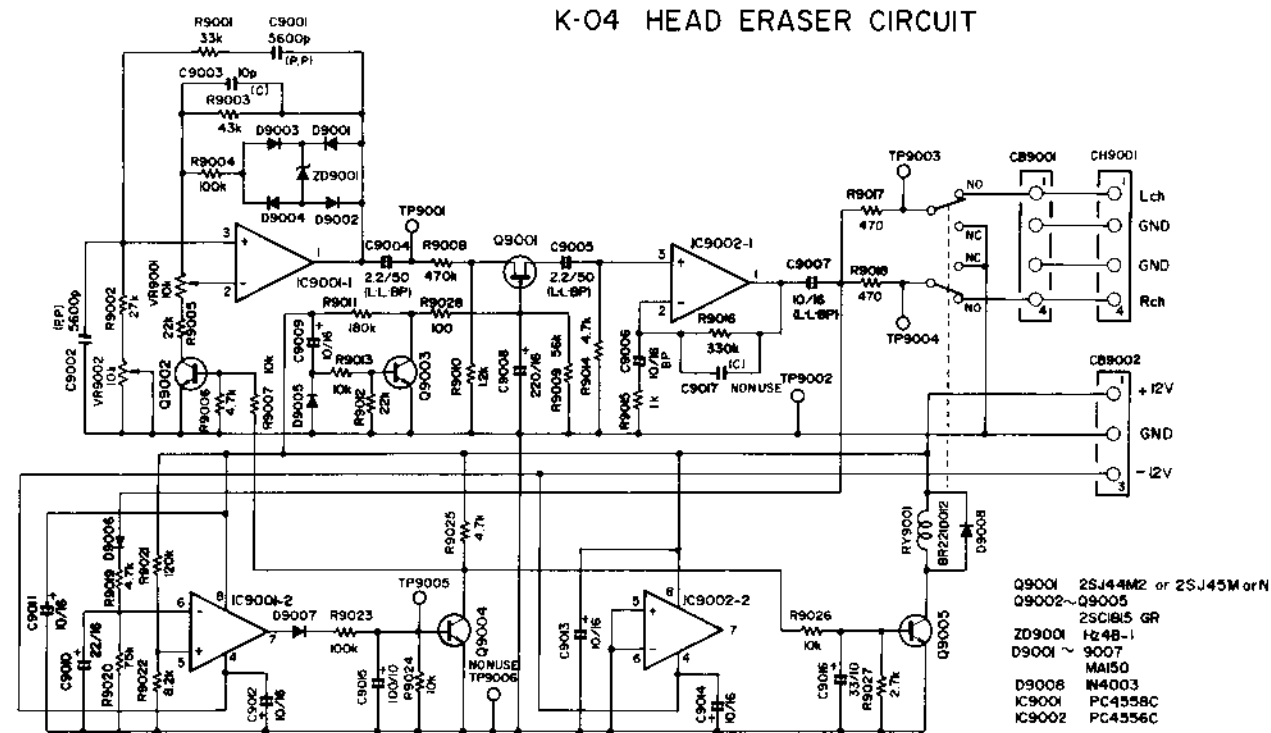 K-04 HEAD ERASER CIRCUIT
R9001
33k
C9001
5600p
(P,P)
C9003
10p
(C)
R9003
43k
D9003
D9001
R9004
100k
ZD9001
D9004
D9002
3
+
1
2
-
IC9001-1
TP9001
C9004
2.2/50
(L·L·BP)
R9008
470k
Q9001
C9005
2.2/50
(L·L·BP)
IC9002-1
3
+
1
2
-
C9007
10/16
(L·L·BP)
R9017
470
R9018
470
TP9003
TP9004
NO
NC
NC
NO
CB9001
1
4
CH9001
1
4
Lch
GND
GND
Rch
(P.P)
5600p
C9002
R9002
27k
VR9001
10k
R9005
22k
VR9002
10k
Q9002
R9006
4.7k
R9007
10k
R9011
180k
C9009
+
10/16
D9005
R9013
10k
R9012
22k
Q9003
R9028
100
R9010
1.2k
C9008
+
220/16
R9009
56k
R9014
4.7k
C9006
10/16
BP
R9015
1k
R9016
330k
(C)
C9017
NONUSE
TP9002
CB9002
1
+12V
GND
-12V
3
C9011
+
10/16
C9010
+
22/16
D9006
R9019
4.7k
R9020
75k
R9021
120k
R9022
8.2k
IC9001-2
8
6
-
5
+
7
4
C9012
+
10/16
D9007
R9023
100k
TP9005
C9015
+
100/10
R9024
10k
R9025
4.7k
Q9004
NONUSE
TP9006
C9013
+
10/16
IC9002-2
8
5
+
6
-
7
4
C9014
+
10/16
R9026
10k
C9016
+
33/10
R9027
2.7k
Q9005
RY9001
BR221D012
D9008
Q9001 2SJ44M2 or 2SJ45M or N
Q9002~Q9005
2SC1815 GR
ZD9001 Hz4B-1
D9001 ~ 9007
MA150
D9008 IN4003
IC9001 PC4558C
IC9002 PC4556C